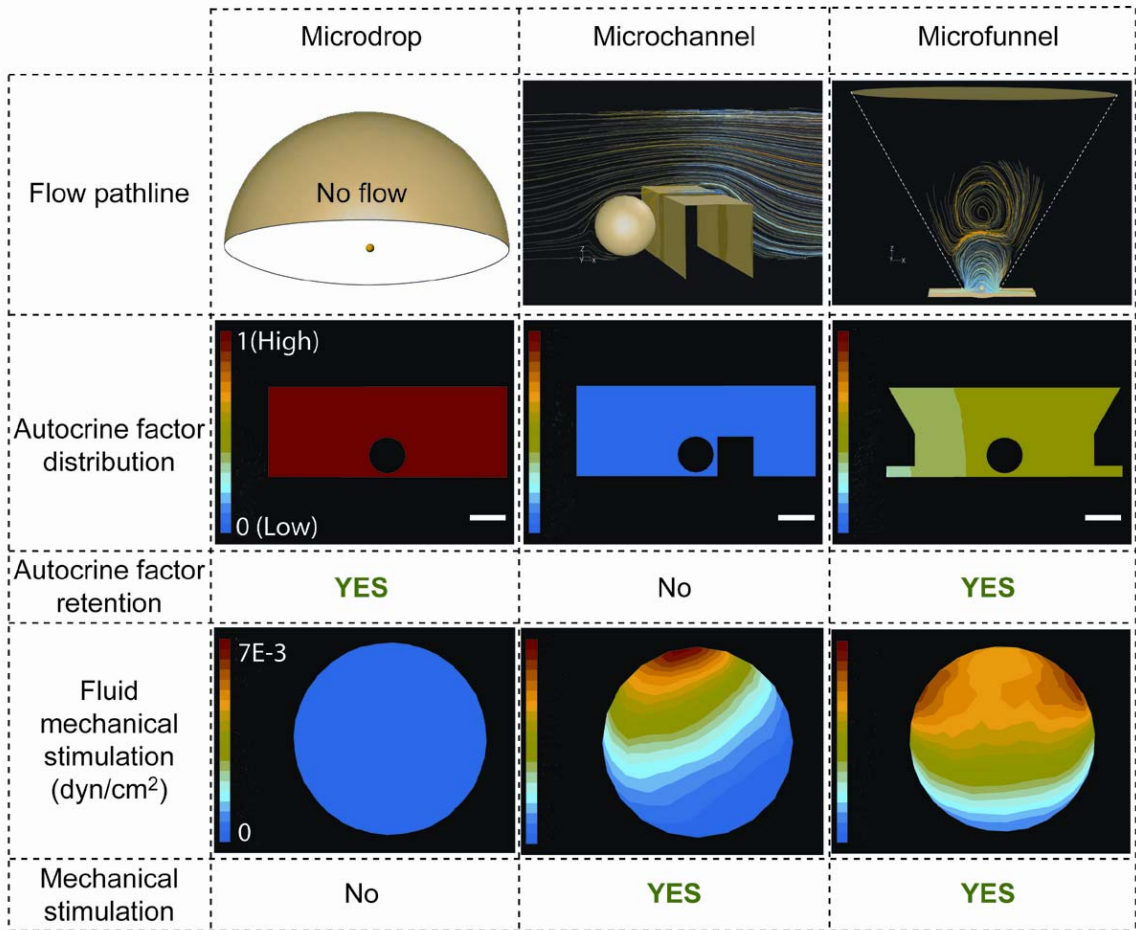 Microdrop
Microchannel
Microfunnel
Flow pathline
No flow
Autocrine factor
distribution
1(High)
0 (Low)
Autocrine factor
retention
YES
No
YES
Fluid
mechanical
stimulation
(dyn/cm²)
7E-3
0
Mechanical
stimulation
No
YES
YES